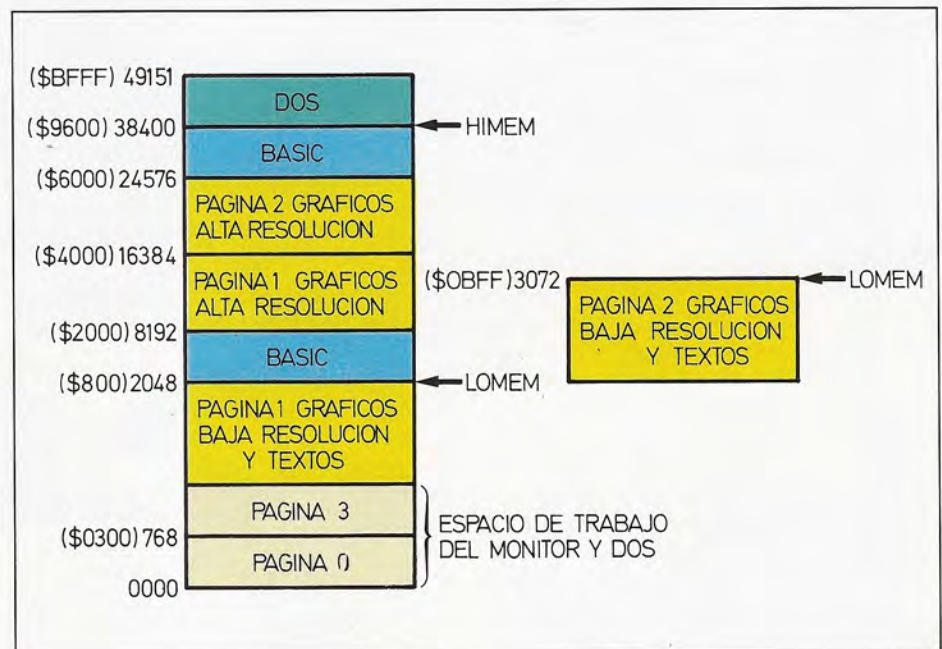 ($BFFF) 49151
DOS
($9600) 38400
HIMEM
BASIC
($6000) 24576
PAGINA 2 GRAFICOS
ALTA RESOLUCION
($4000) 16384
PAGINA 1 GRAFICOS
ALTA RESOLUCION
($OBFF) 3072
LOMEM
PAGINA 2 GRAFICOS
BAJA RESOLUCION
Y TEXTOS
($2000) 8192
BASIC
($800) 2048
LOMEM
PAGINA 1 GRAFICOS
BAJA RESOLUCION
Y TEXTOS
PAGINA 3
($0300) 768
ESPACIO DE TRABAJO
DEL MONITOR Y DOS
PAGINA 0
0000